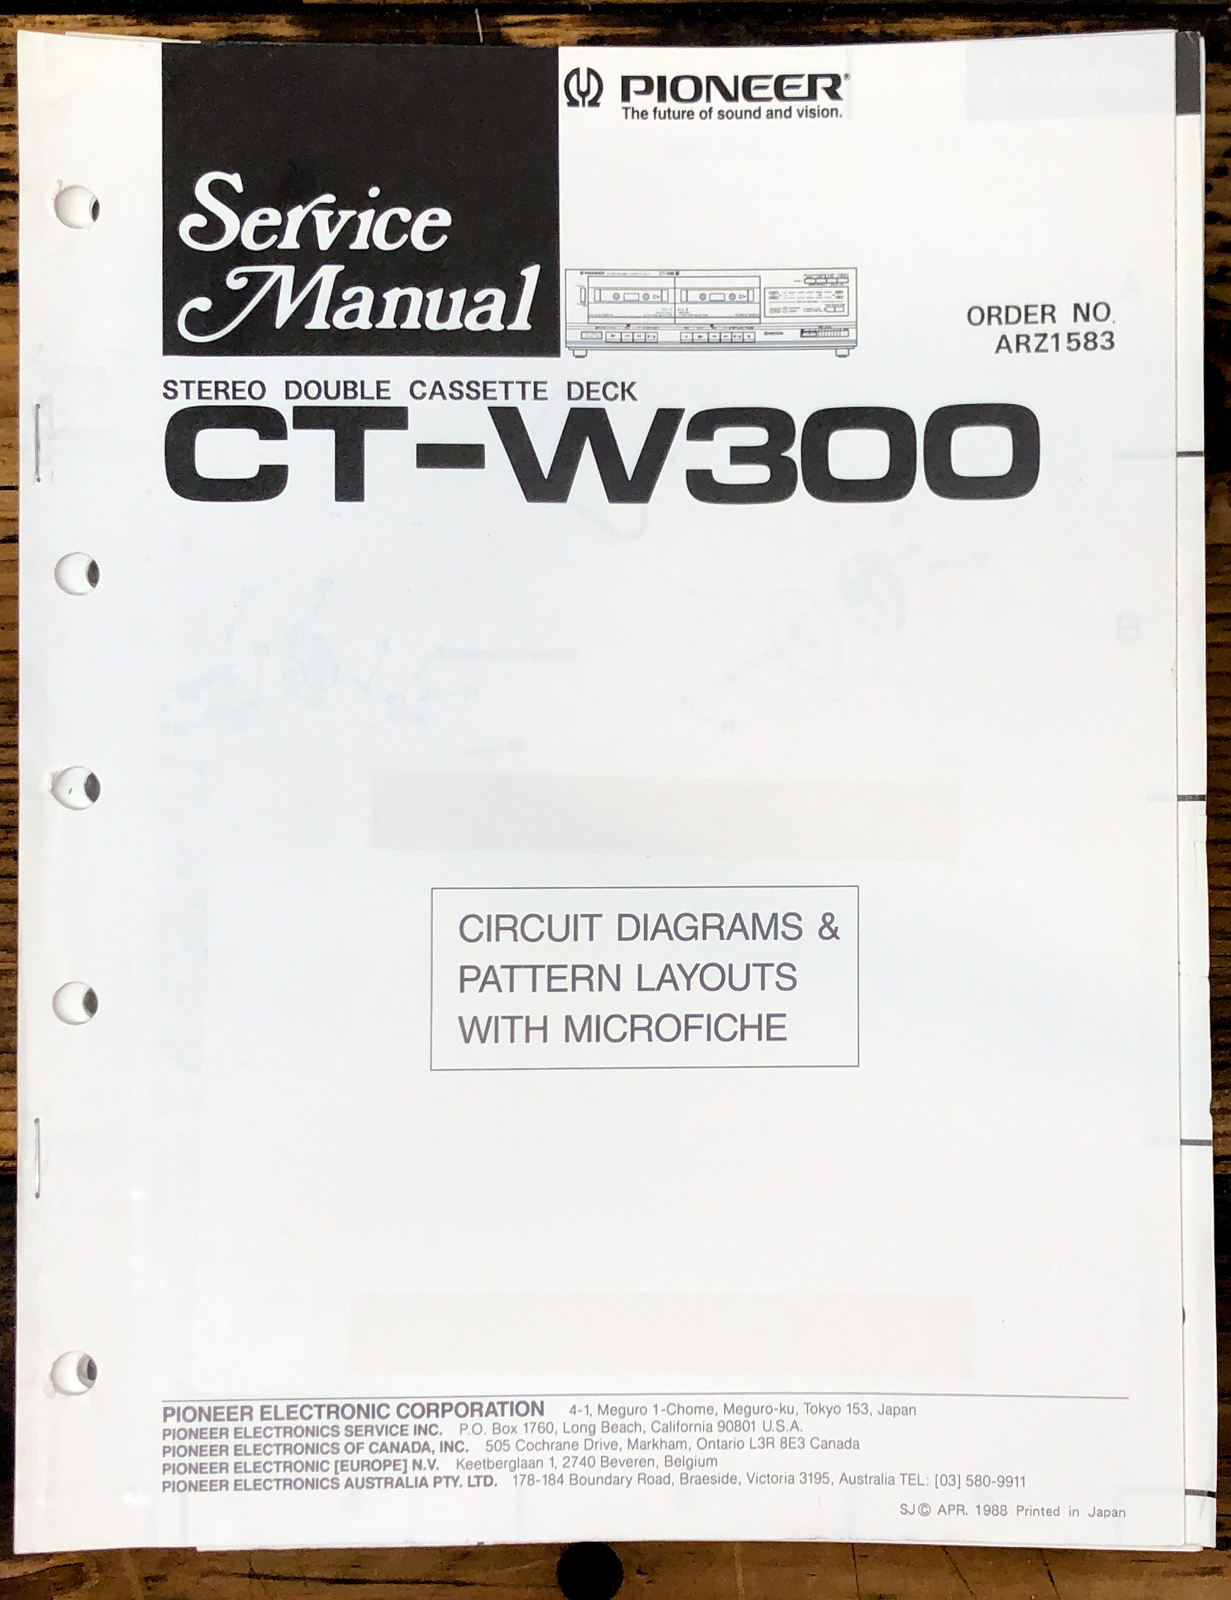 PIONEER®
The future of sound and vision.
Service
Manual
PIONEER
ORDER NO.
ARZ1583
STEREO DOUBLE CASSETTE DECK
CT-W300
CIRCUIT DIAGRAMS &
PATTERN LAYOUTS
WITH MICROFICHE
PIONEER ELECTRONIC CORPORATION 4-1, Meguro 1-Chome, Meguro-ku, Tokyo 153, Japan
PIONEER ELECTRONICS SERVICE INC. P.O. Box 1760, Long Beach, California 90801 U.S.A.
PIONEER ELECTRONICS OF CANADA, INC. 505 Cochrane Drive, Markham, Ontario L3R 8E3 Canada
PIONEER ELECTRONIC [EUROPE] N.V. Keetberglaan 1, 2740 Beveren, Belgium
PIONEER ELECTRONICS AUSTRALIA PTY. LTD. 178-184 Boundary Road, Braeside, Victoria 3195, Australia TEL: [03] 580-9911
SJ © APR. 1988 Printed in Japan